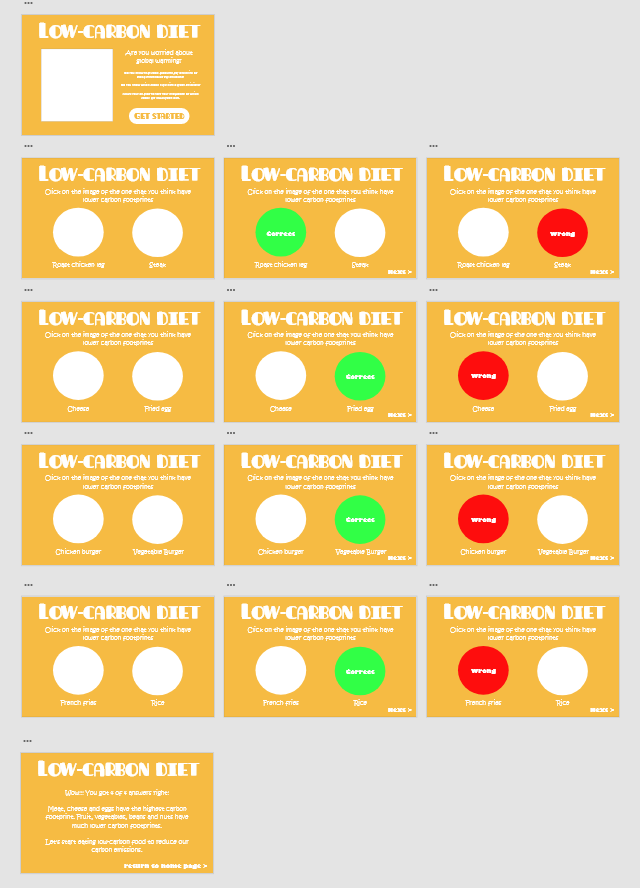 LOW-CARBON DIET
Are you worried about
global warming?
GET STARTED
LOW-CARBON DIET
Click on the image of the one that you think have
lower carbon footprints
Roast chicken leg
Steak
LOW-CARBON DIET
Click on the image of the one that you think have
lower carbon footprints
Correct
Roast chicken leg
Steak
next >
LOW-CARBON DIET
Click on the image of the one that you think have
lower carbon footprints
Wrong
Roast chicken leg
Steak
next >
LOW-CARBON DIET
Click on the image of the one that you think have
lower carbon footprints
Cheese
Fried egg
LOW-CARBON DIET
Click on the image of the one that you think have
lower carbon footprints
Correct
Cheese
Fried egg
next >
LOW-CARBON DIET
Click on the image of the one that you think have
lower carbon footprints
Wrong
Cheese
Fried egg
next >
LOW-CARBON DIET
Click on the image of the one that you think have
lower carbon footprints
Chicken burger
Vegetable Burger
LOW-CARBON DIET
Click on the image of the one that you think have
lower carbon footprints
Correct
Chicken burger
Vegetable Burger
next >
LOW-CARBON DIET
Click on the image of the one that you think have
lower carbon footprints
Wrong
Chicken burger
Vegetable Burger
next >
LOW-CARBON DIET
Click on the image of the one that you think have
lower carbon footprints
French fries
Rice
LOW-CARBON DIET
Click on the image of the one that you think have
lower carbon footprints
Correct
French fries
Rice
next >
LOW-CARBON DIET
Click on the image of the one that you think have
lower carbon footprints
Wrong
French fries
Rice
next >
LOW-CARBON DIET
Wow!! You got 4 of 4 answers right!
Meat, cheese and eggs have the highest carbon
footprint. Fruit, vegetables, beans and nuts have
much lower carbon footprints.
Let's start eating low-carbon food to reduce our
carbon emissions.
return to home page >